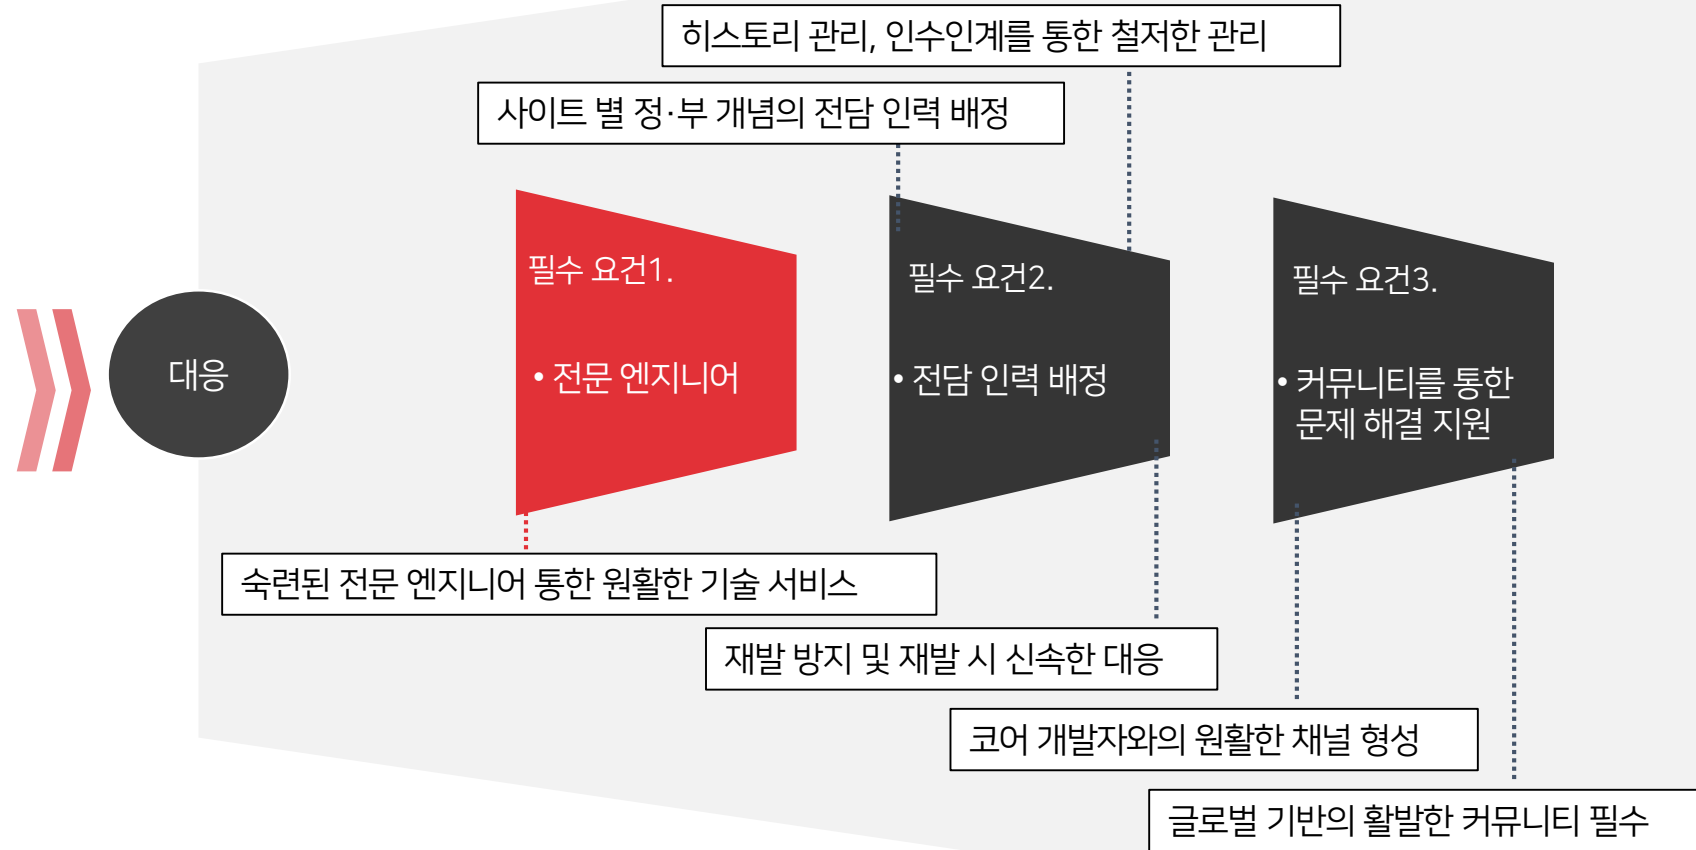 히스토리 관리, 인수인계를 통한 철저한 관리
사이트 별 정·부 개념의 전담 인력 배정
대응
필수 요건1.
• 전문 엔지니어
필수 요건2.
• 전담 인력 배정
필수 요건3.
• 커뮤니티를 통한
문제 해결 지원
숙련된 전문 엔지니어 통한 원활한 기술 서비스
재발 방지 및 재발 시 신속한 대응
코어 개발자와의 원활한 채널 형성
글로벌 기반의 활발한 커뮤니티 필수